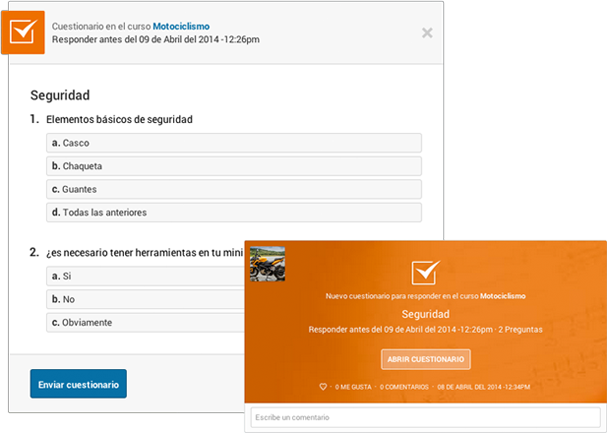 Cuestionario en el curso Motociclismo
Responder antes del 09 de Abril del 2014 -12:26pm
Seguridad
1. Elementos básicos de seguridad
a. Casco
b. Chaqueta
c. Guantes
d. Todas las anteriores
2. ¿es necesario tener herramientas en tu mini
a. Si
b. No
c. Obviamente
Enviar cuestionario
Nuevo cuestionario para responder en el curso Motociclismo
Seguridad
Responder antes del 09 de Abril del 2014 -12:26pm · 2 Preguntas
ABRIR CUESTIONARIO
· 0 ME GUSTA · 0 COMENTARIOS · 08 DE ABRIL DEL 2014 -12:34PM
Escribe un comentario